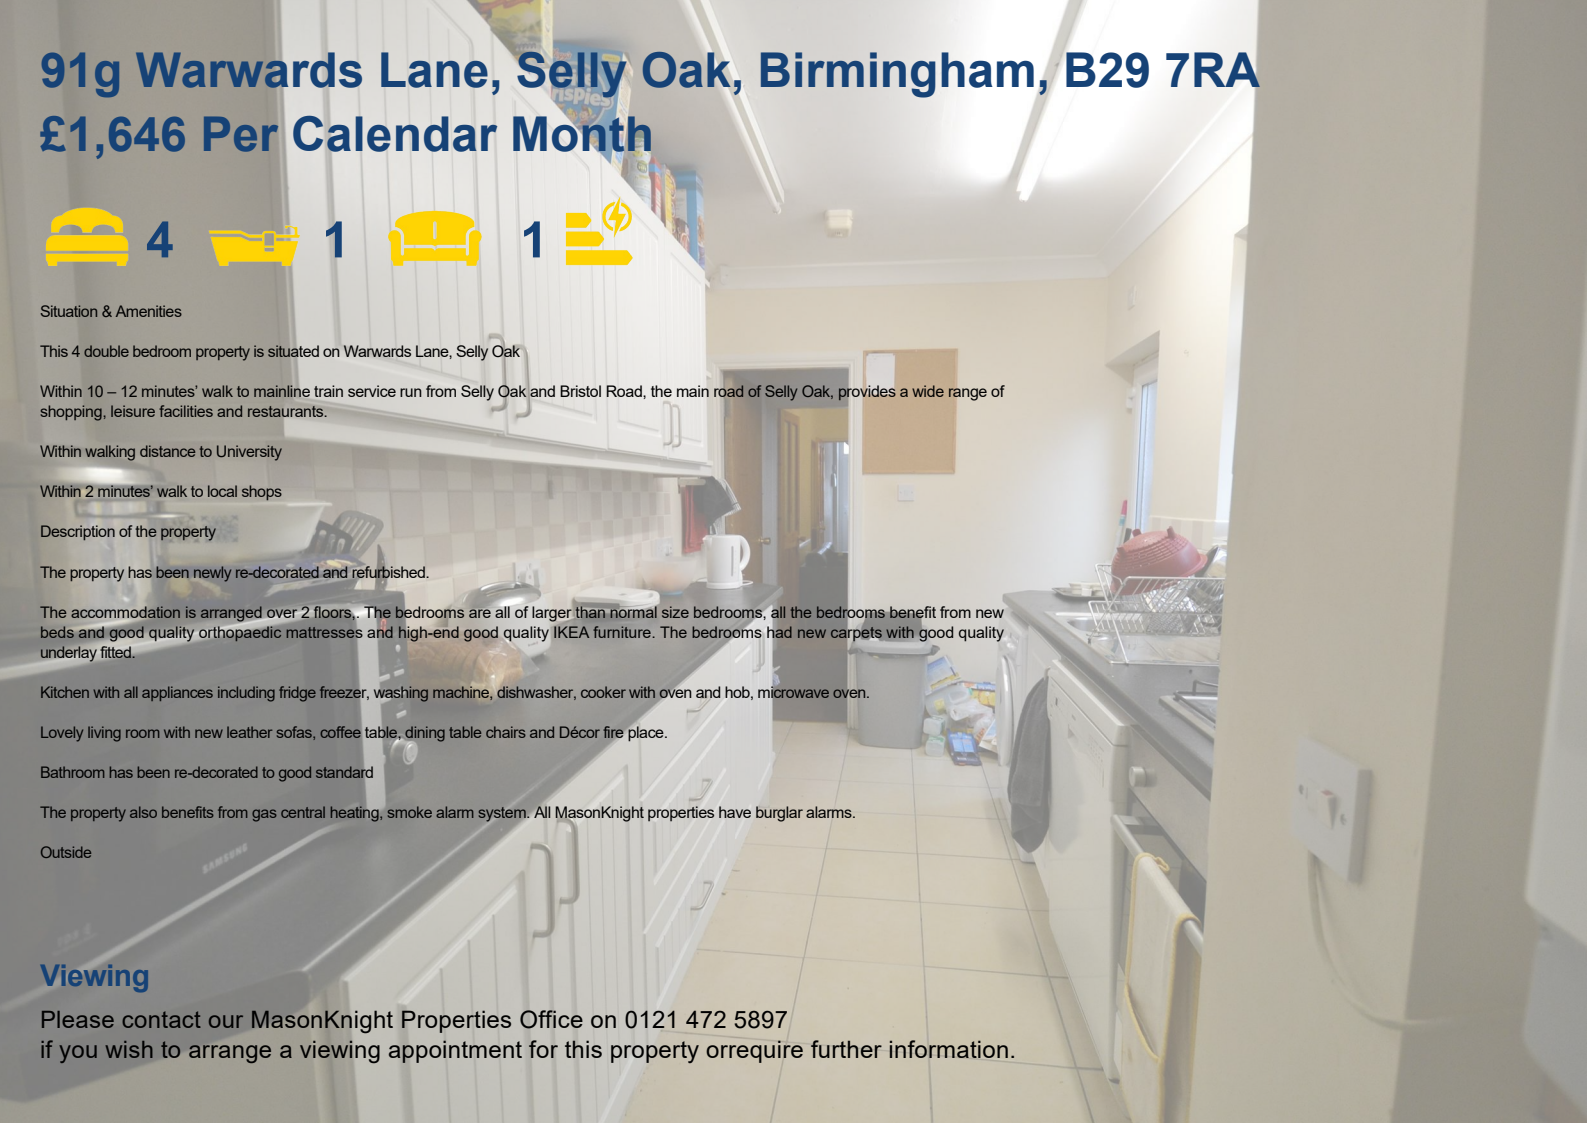 91g Warwards Lane, Selly Oak, Birmingham, B29 7RA
£1,646 Per Calendar Month
4 1 1
Situation & Amenities
This 4 double bedroom property is situated on Warwards Lane, Selly Oak
Within 10 – 12 minutes' walk to mainline train service run from Selly Oak and Bristol Road, the main road of Selly Oak, provides a wide range of
shopping, leisure facilities and restaurants.
Within walking distance to University
Within 2 minutes' walk to local shops
Description of the property
The property has been newly re-decorated and refurbished.
The accommodation is arranged over 2 floors,. The bedrooms are all of larger than normal size bedrooms, all the bedrooms benefit from new
beds and good quality orthopaedic mattresses and high-end good quality IKEA furniture. The bedrooms had new carpets with good quality
underlay fitted.
Kitchen with all appliances including fridge freezer, washing machine, dishwasher, cooker with oven and hob, microwave oven.
Lovely living room with new leather sofas, coffee table, dining table chairs and Décor fire place.
Bathroom has been re-decorated to good standard
The property also benefits from gas central heating, smoke alarm system. All MasonKnight properties have burglar alarms.
Outside
SAMSUNG
Viewing
Please contact our MasonKnight Properties Office on 0121 472 5897
if you wish to arrange a viewing appointment for this property orrequire further information.